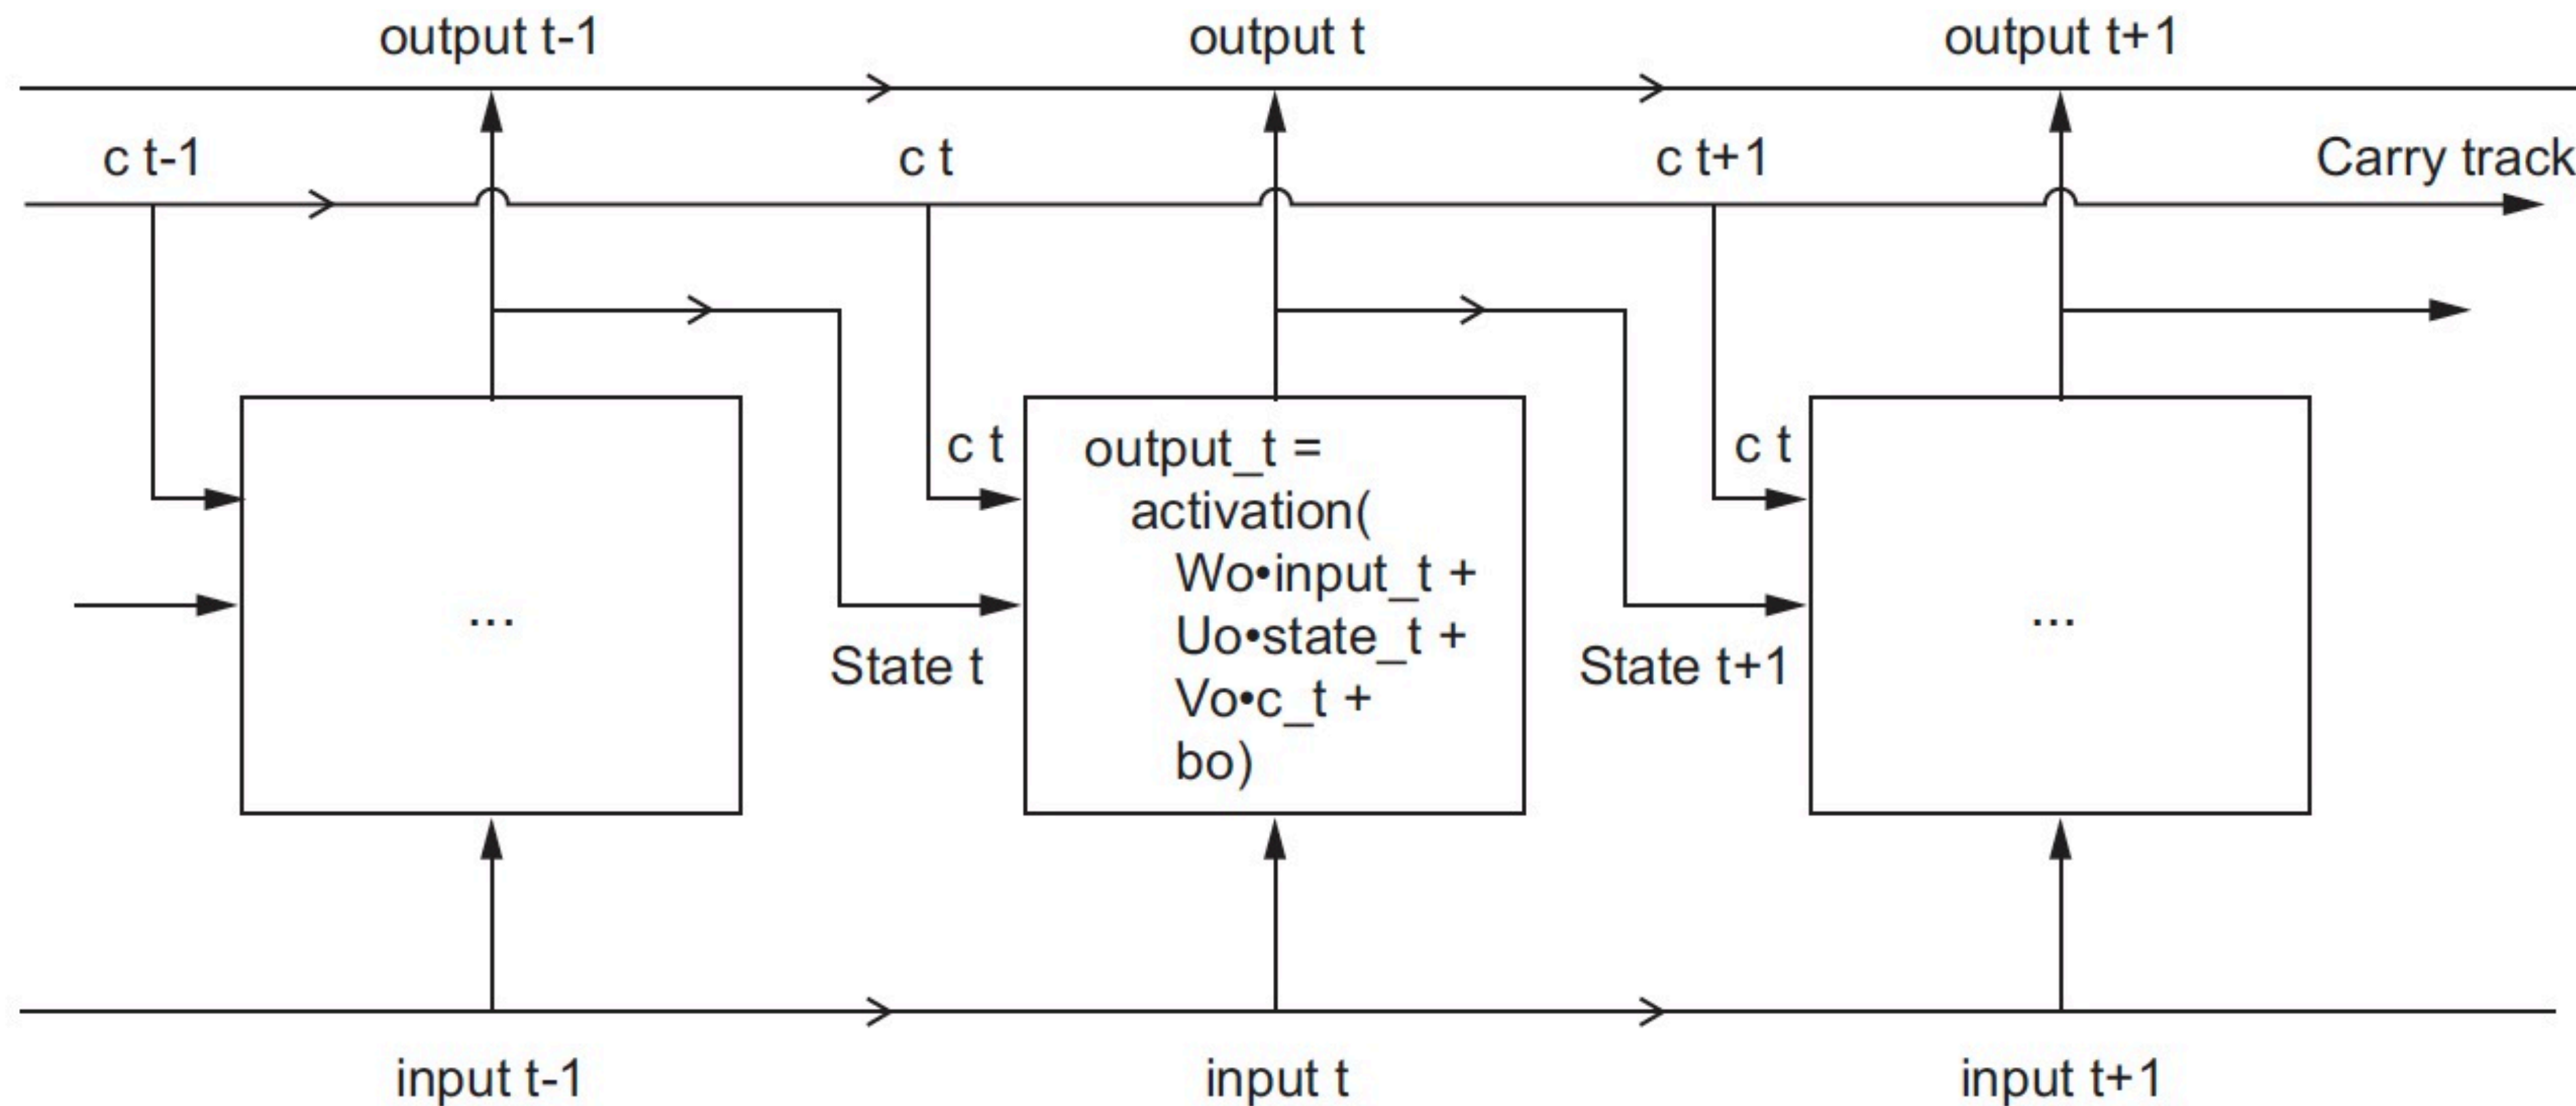 output t-1
output t
output t+1
c t-1
c t
c t+1
Carry track
c t
output_t =
activation(
Wo•input_t +
Uo•state_t +
Vo•c_t +
bo)
c t
...
...
State t
State t+1
input t-1
input t
input t+1